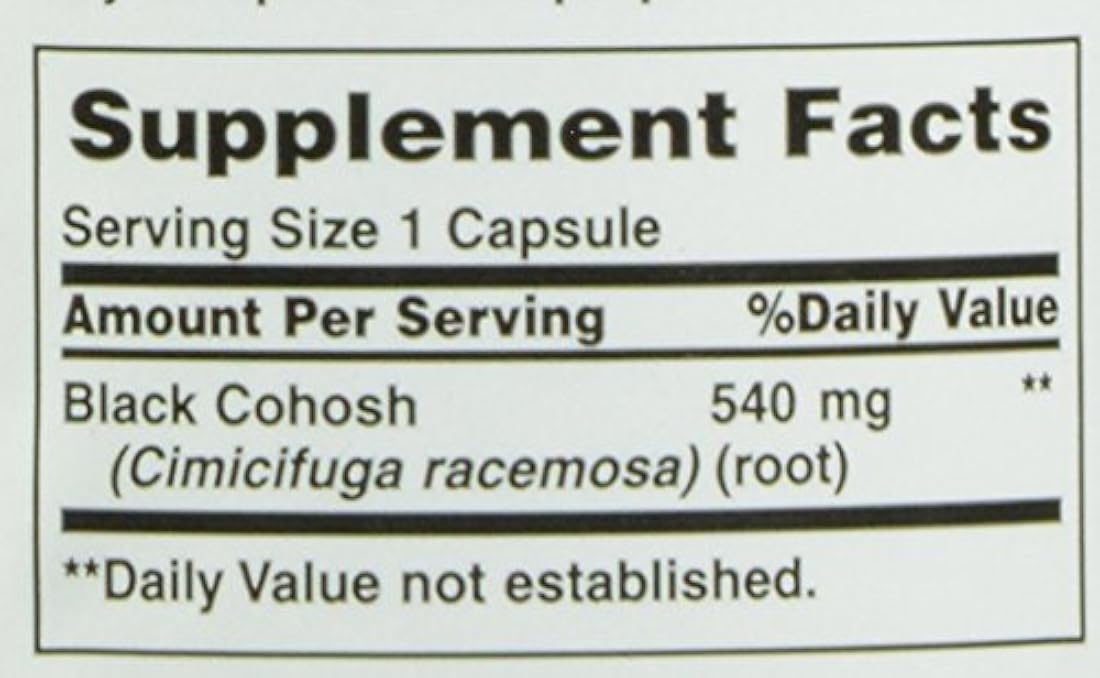 Supplement Facts
Serving Size 1 Capsule
Amount Per Serving %Daily Value
Black Cohosh 540 mg **
(Cimicifuga racemosa) (root)
**Daily Value not established.